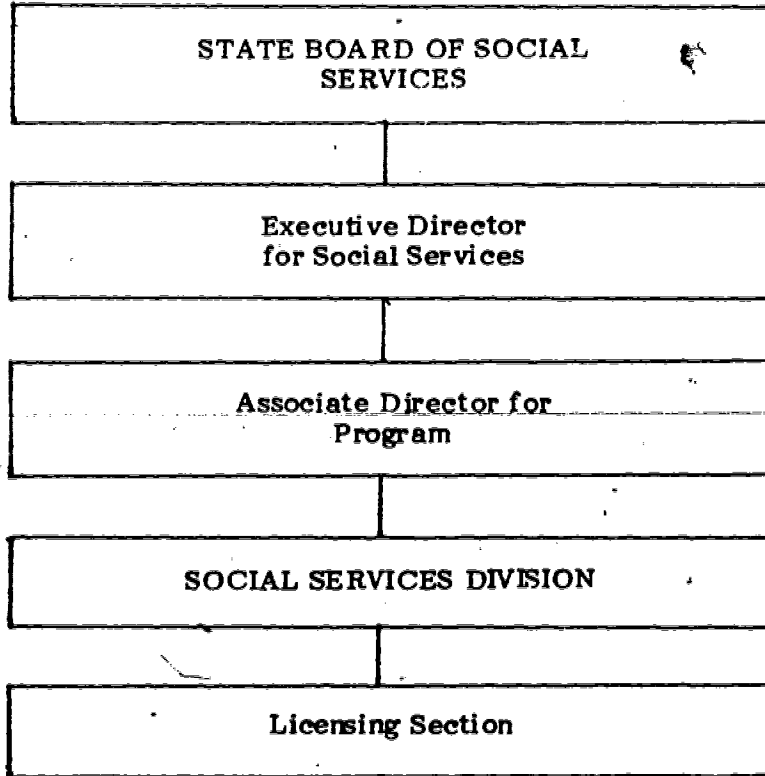 STATE BOARD OF SOCIAL
SERVICES
Executive Director
for Social Services
Associate Director for
Program
SOCIAL SERVICES DIVISION
Licensing Section